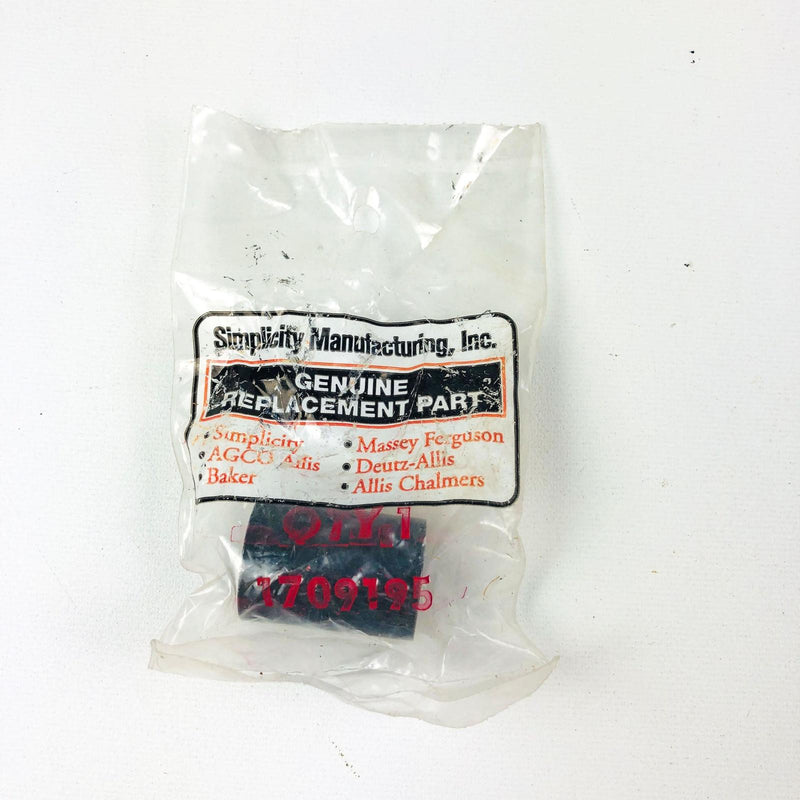 Simplicity Manufacturing, Inc.
GENUINE
REPLACEMENT PART
• Simplicity • Massey Ferguson
• AGCO Allis • Deutz-Allis
• Baker • Allis Chalmers
QTY 1
1709195